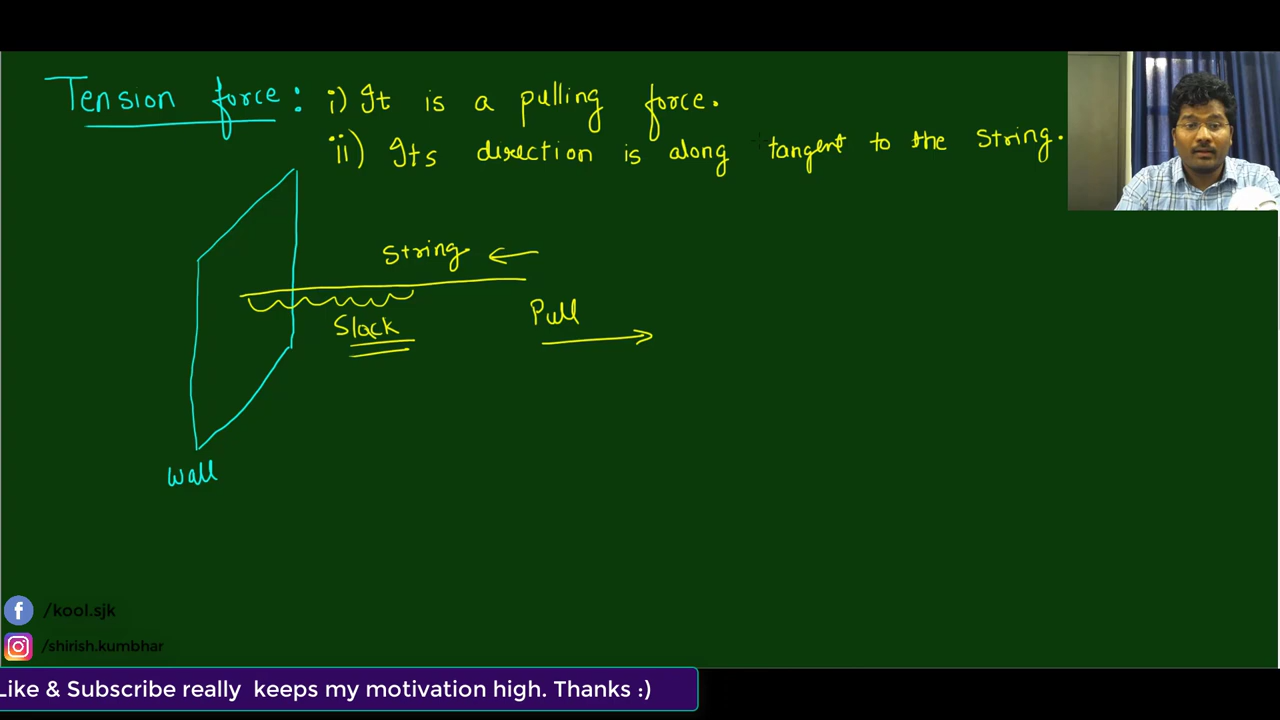 Tension force: i) It is a pulling force.
ii) Its direction is along tangent to the string.
String ←
Pull
Slack
Wall
/kool.sjk
/shirish.kumbhar
Like & Subscribe really keeps my motivation high. Thanks :)